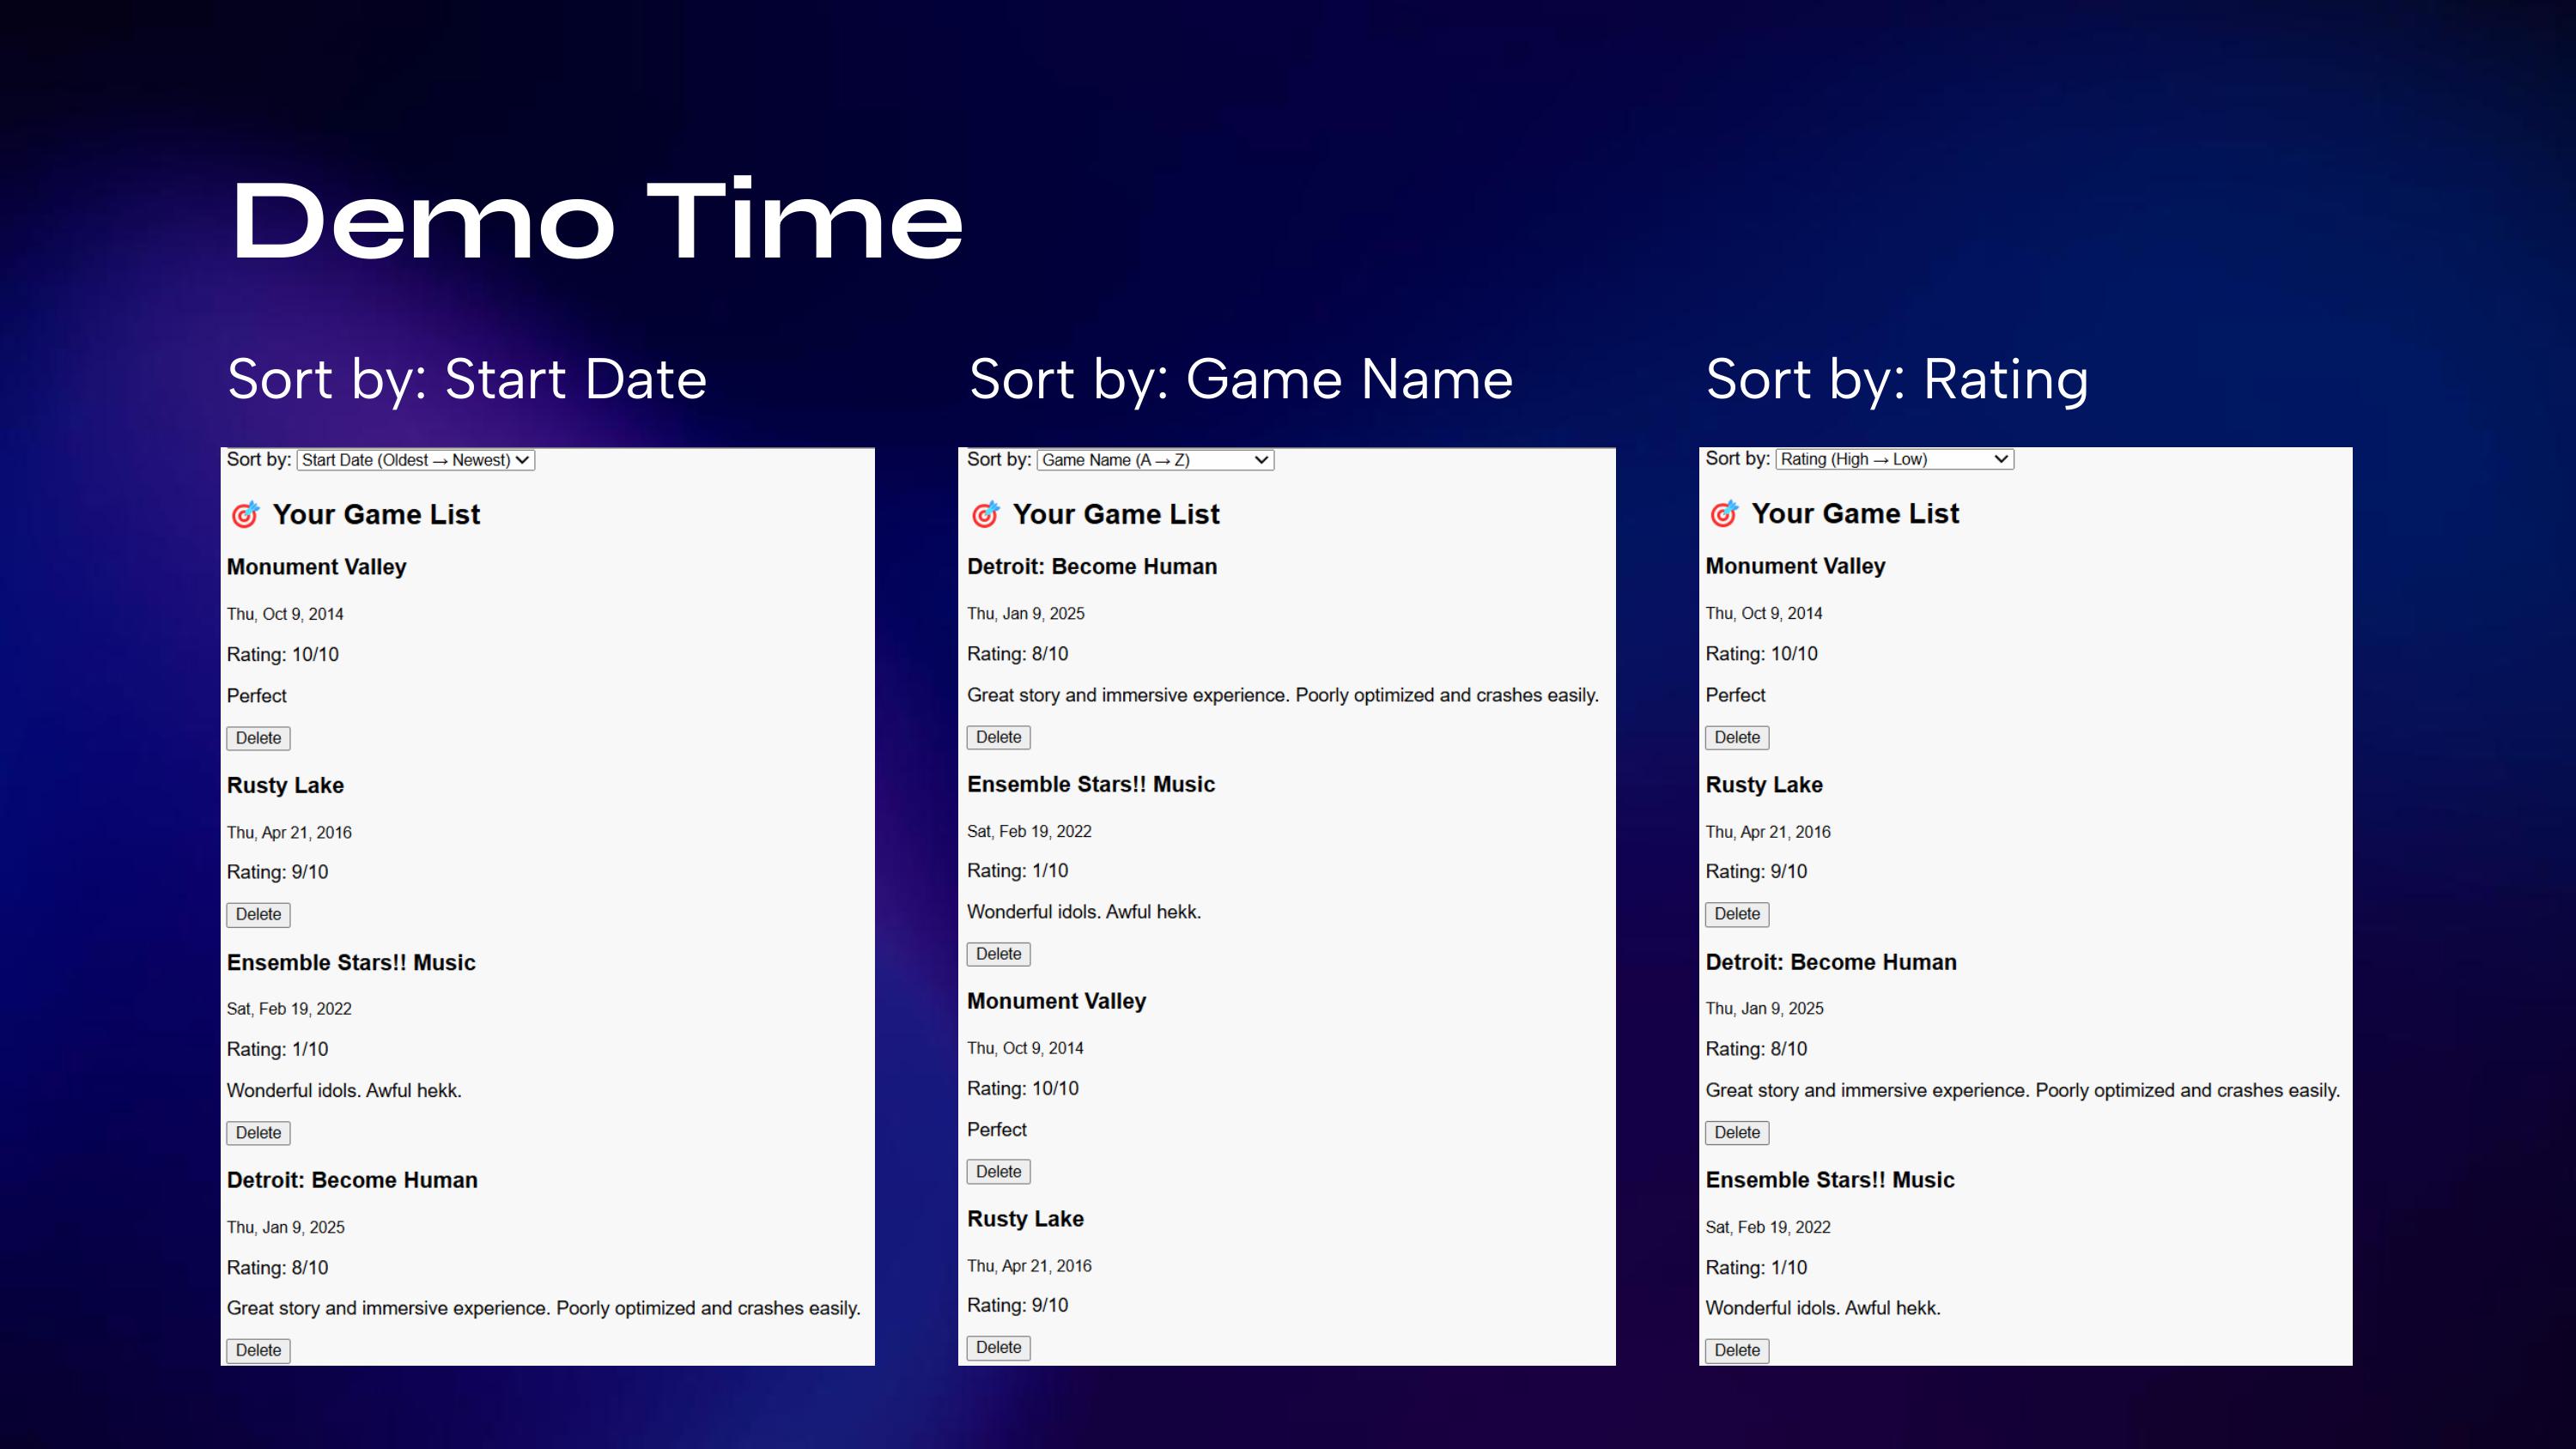 Demo Time
Sort by: Start Date
Sort by: Start Date (Oldest → Newest)
🎯 Your Game List
Monument Valley
Thu, Oct 9, 2014
Rating: 10/10
Perfect
Delete
Rusty Lake
Thu, Apr 21, 2016
Rating: 9/10
Delete
Ensemble Stars!! Music
Sat, Feb 19, 2022
Rating: 1/10
Wonderful idols. Awful hekk.
Delete
Detroit: Become Human
Thu, Jan 9, 2025
Rating: 8/10
Great story and immersive experience. Poorly optimized and crashes easily.
Delete
Sort by: Game Name
Sort by: Game Name (A → Z)
🎯 Your Game List
Detroit: Become Human
Thu, Jan 9, 2025
Rating: 8/10
Great story and immersive experience. Poorly optimized and crashes easily.
Delete
Ensemble Stars!! Music
Sat, Feb 19, 2022
Rating: 1/10
Wonderful idols. Awful hekk.
Delete
Monument Valley
Thu, Oct 9, 2014
Rating: 10/10
Perfect
Delete
Rusty Lake
Thu, Apr 21, 2016
Rating: 9/10
Delete
Sort by: Rating
Sort by: Rating (High → Low)
🎯 Your Game List
Monument Valley
Thu, Oct 9, 2014
Rating: 10/10
Perfect
Delete
Rusty Lake
Thu, Apr 21, 2016
Rating: 9/10
Delete
Detroit: Become Human
Thu, Jan 9, 2025
Rating: 8/10
Great story and immersive experience. Poorly optimized and crashes easily.
Delete
Ensemble Stars!! Music
Sat, Feb 19, 2022
Rating: 1/10
Wonderful idols. Awful hekk.
Delete